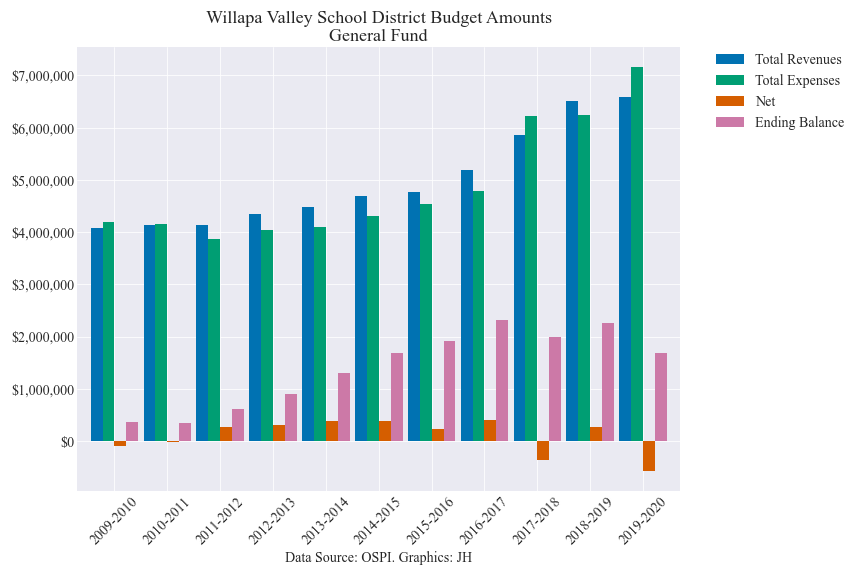 Willapa Valley School District Budget Amounts
General Fund
Total Revenues
Total Expenses
Net
Ending Balance
$7,000,000
$6,000,000
$5,000,000
$4,000,000
$3,000,000
$2,000,000
$1,000,000
$0
2009-2010
2010-2011
2011-2012
2012-2013
2013-2014
2014-2015
2015-2016
2016-2017
2017-2018
2018-2019
2019-2020
Data Source: OSPI. Graphics: JH